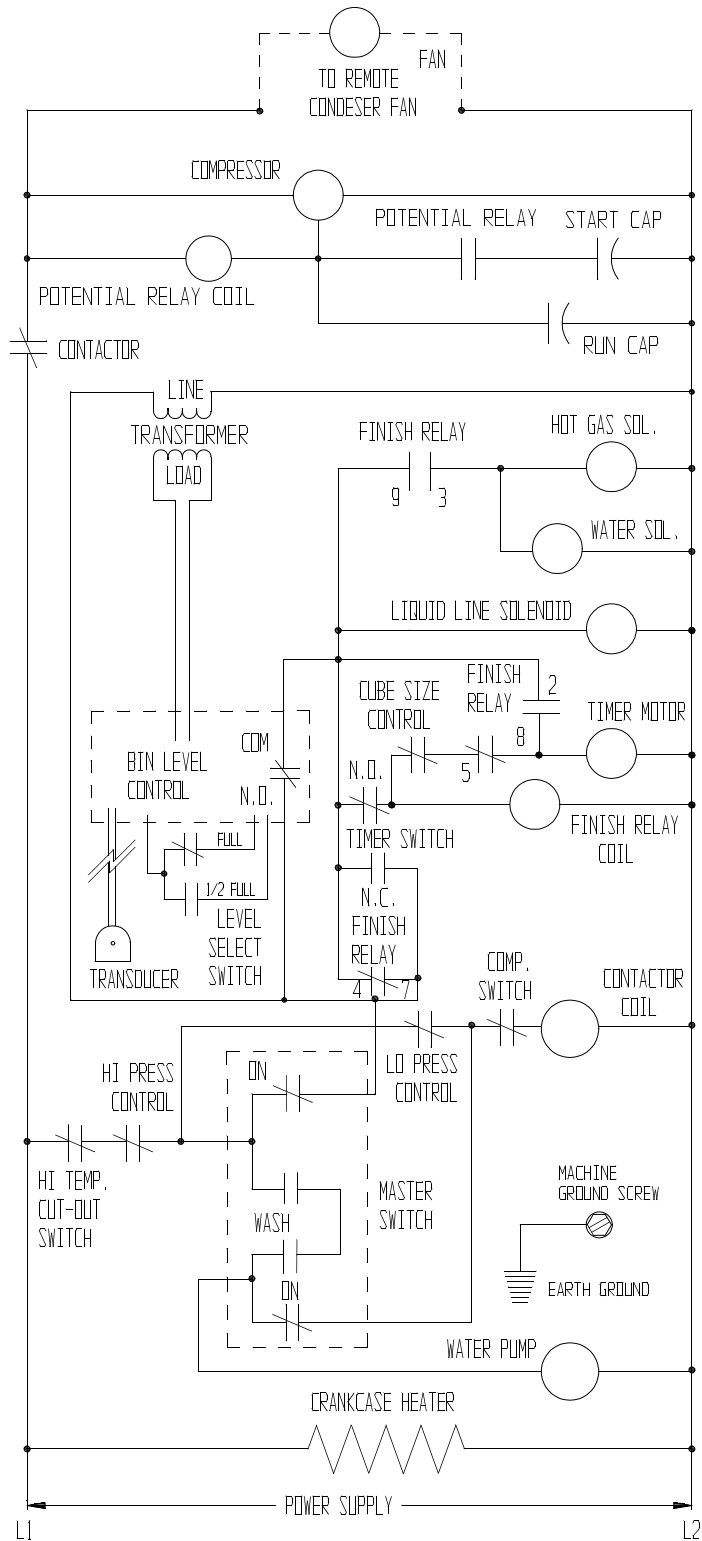 FAN
TO REMOTE
CONDESER FAN
COMPRESSOR
POTENTIAL RELAY
START CAP
POTENTIAL RELAY COIL
CONTACTOR
RUN CAP
LINE
TRANSFORMER
LOAD
FINISH RELAY
9 3
HOT GAS SOL.
WATER SOL.
LIQUID LINE SOLENOID
FINISH
RELAY
2
8
CUBE SIZE
CONTROL
5
TIMER MOTOR
COM
BIN LEVEL
CONTROL
N.O.
N.O.
TIMER SWITCH
FINISH RELAY
COIL
FULL
1/2 FULL
LEVEL
SELECT
SWITCH
TRANSDUCER
N.C.
FINISH
RELAY
4 7
COMP.
SWITCH
CONTACTOR
COIL
LO PRESS
CONTROL
HI PRESS
CONTROL
ON
HI TEMP.
CUT-OUT
SWITCH
WASH
MASTER
SWITCH
ON
MACHINE
GROUND SCREW
EARTH GROUND
WATER PUMP
CRANKCASE HEATER
POWER SUPPLY
L1
L2